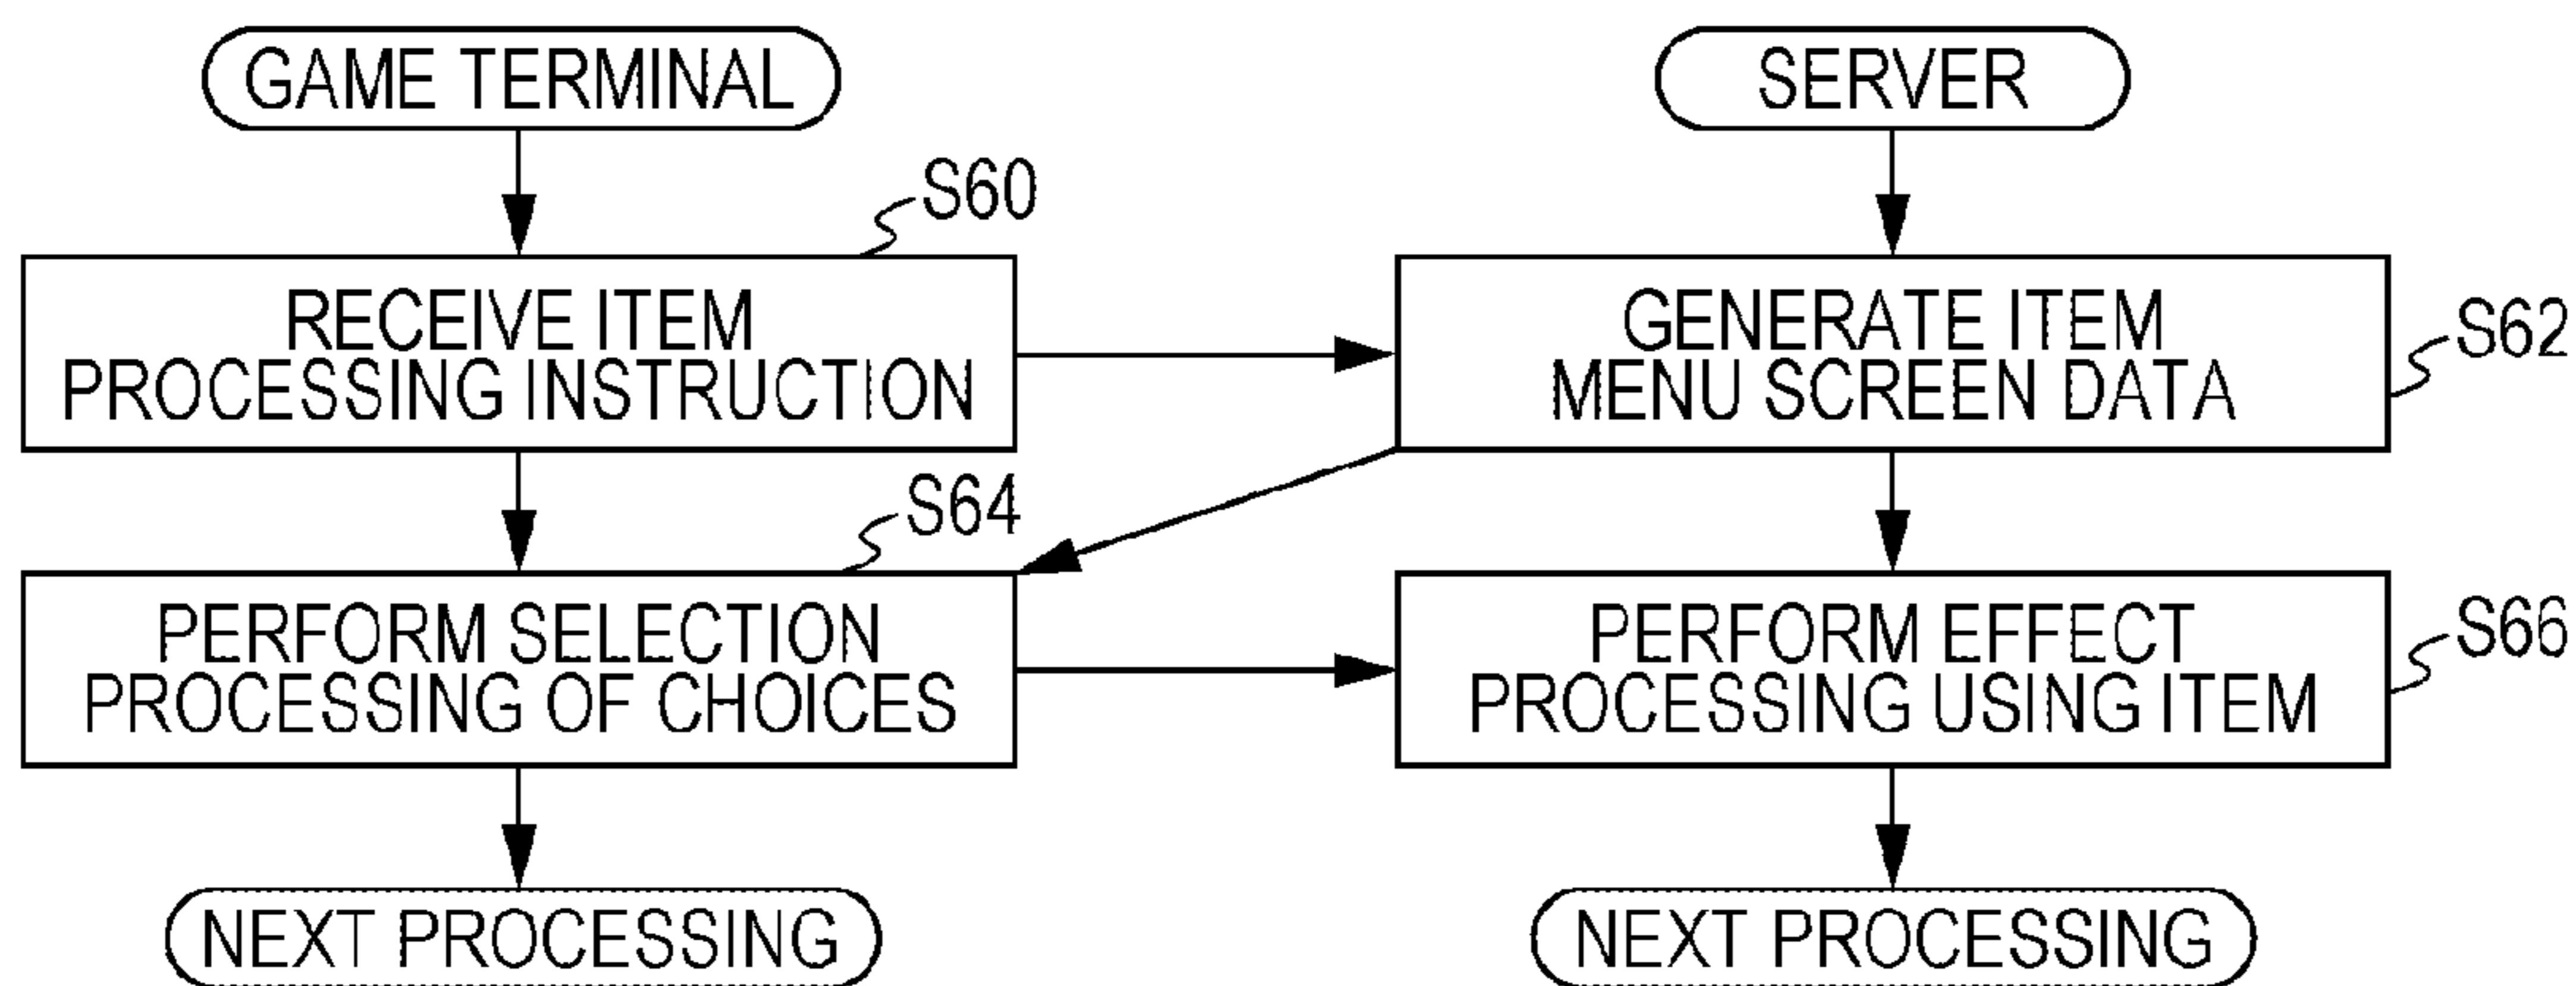 GAME TERMINAL
SERVER
S60
RECEIVE ITEM
PROCESSING INSTRUCTION
GENERATE ITEM
MENU SCREEN DATA
S62
S64
PERFORM SELECTION
PROCESSING OF CHOICES
PERFORM EFFECT
PROCESSING USING ITEM
S66
NEXT PROCESSING
NEXT PROCESSING